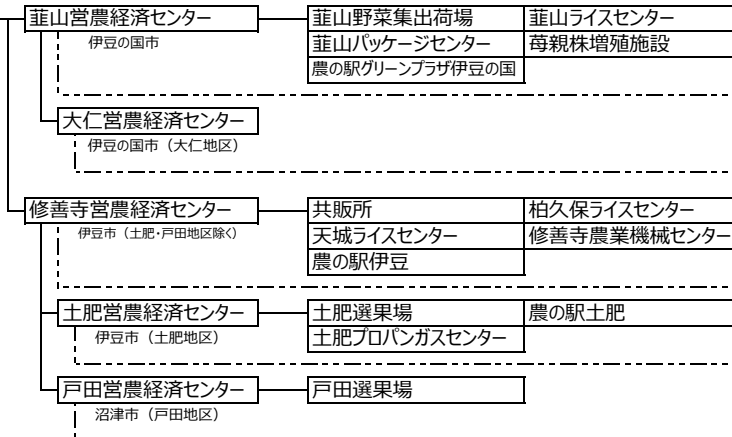 韮山営農経済センター 韮山野菜集出荷場 韮山ライスセンター
伊豆の国市 韮山パッケージセンター 苺親株増殖施設
農の駅グリーンプラザ伊豆の国
大仁営農経済センター
伊豆の国市（大仁地区）
修善寺営農経済センター 共販所 柏久保ライスセンター
伊豆市（土肥・戸田地区除く） 天城ライスセンター 修善寺農業機械センター
農の駅伊豆
土肥営農経済センター 土肥選果場 農の駅土肥
伊豆市（土肥地区） 土肥プロパンガスセンター
戸田営農経済センター 戸田選果場
沼津市（戸田地区）